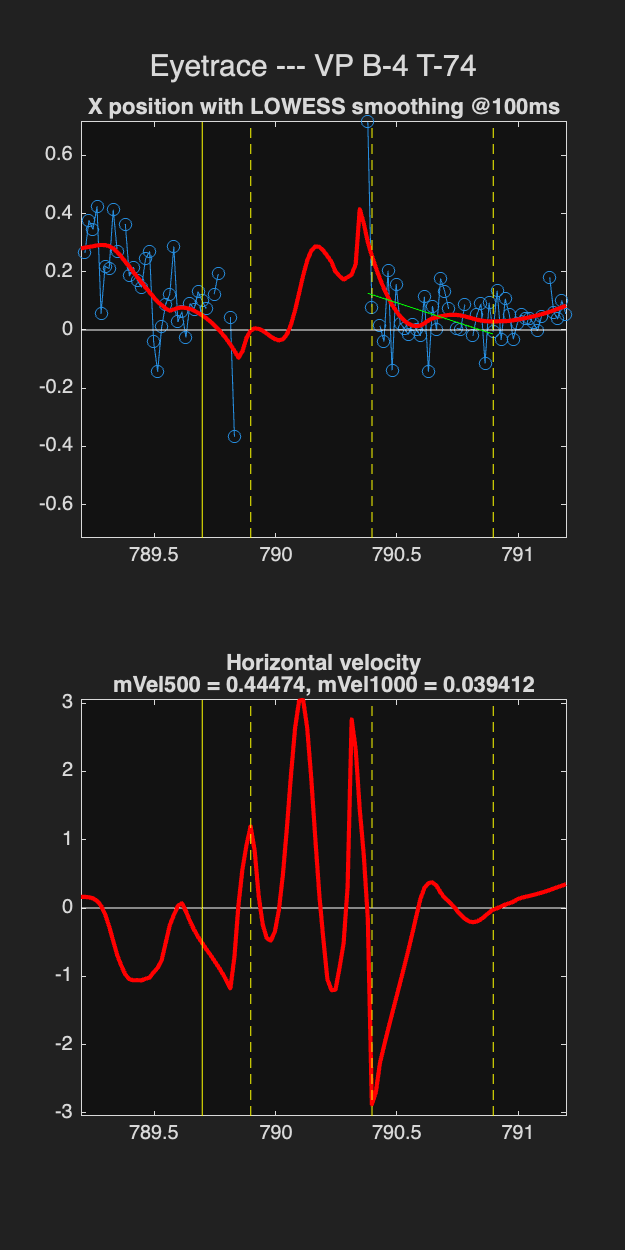 Eyetrace --- VP B-4 T-74
X position with LOWESS smoothing @100ms
0.6
0.4
0.2
0
-0.2
-0.4
-0.6
789.5 790 790.5 791
Horizontal velocity
mVel500 = 0.44474, mVel1000 = 0.039412
3
2
1
0
-1
-2
-3
789.5 790 790.5 791